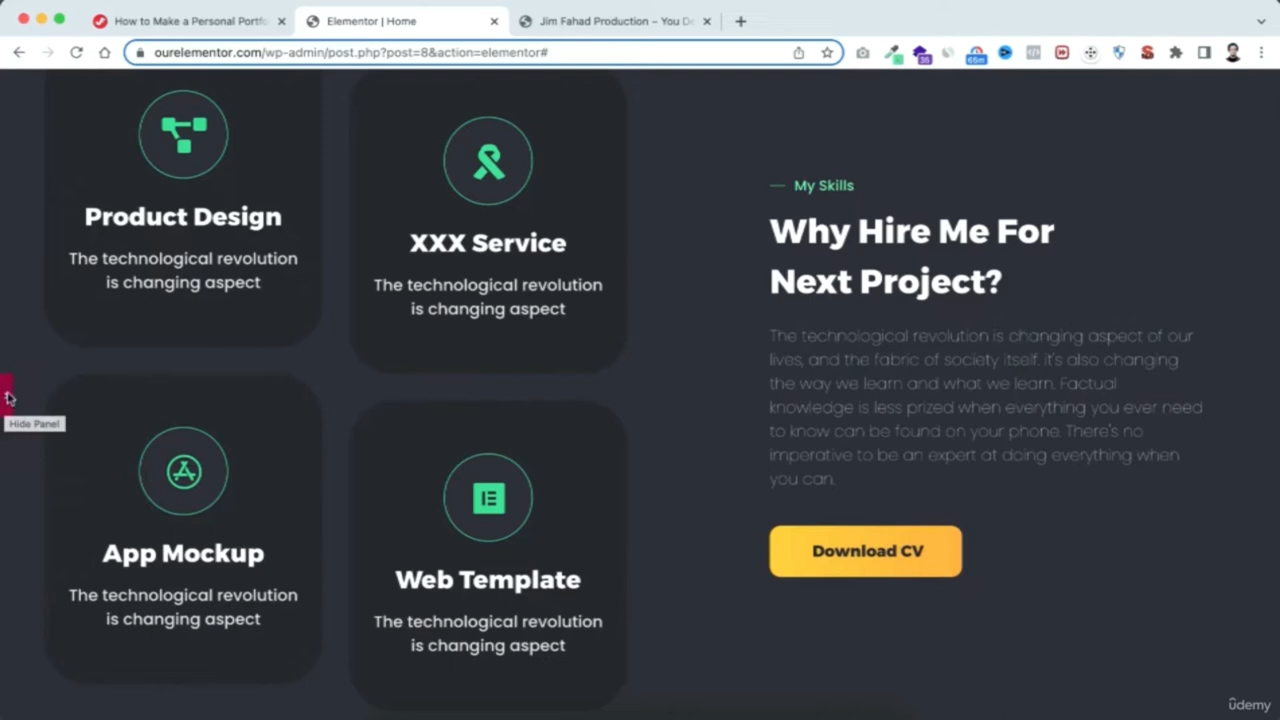 How to Make a Personal Portfo
Elementor | Home
Jim Fahad Production – You De
ourelementor.com/wp-admin/post.php?post=8&action=elementor#
35
65m
Product Design
The technological revolution
is changing aspect
XXX Service
The technological revolution
is changing aspect
Hide Panel
App Mockup
The technological revolution
is changing aspect
Web Template
The technological revolution
is changing aspect
My Skills
Why Hire Me For
Next Project?
The technological revolution is changing aspect of our
lives, and the fabric of society itself. it's also changing
the way we learn and what we learn. Factual
knowledge is less prized when everything you ever need
to know can be found on your phone. There's no
imperative to be an expert at doing everything when
you can.
Download CV
ûdemy